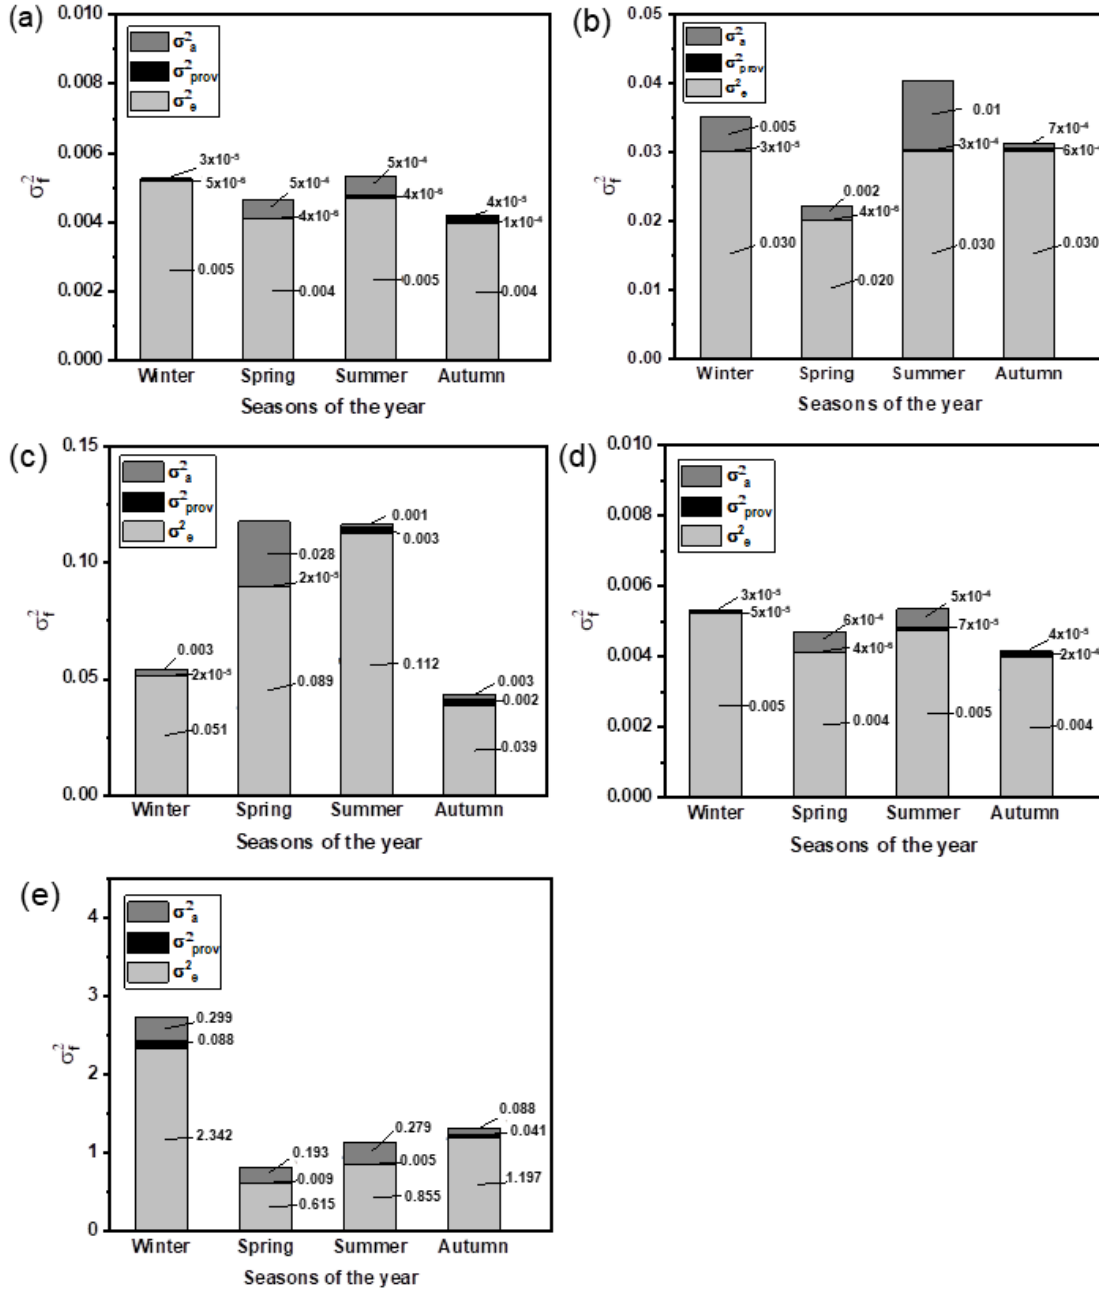 (a)
0.010
0.008
0.006
0.004
0.002
0.000
σ²f
σ²a
σ²prov
σ²e
3x10⁻⁵
5x10⁻⁶
0.005
5x10⁻⁴
4x10⁻⁶
0.004
5x10⁻⁴
4x10⁻⁶
0.005
4x10⁻⁵
1x10⁻⁴
0.004
Winter Spring Summer Autumn
Seasons of the year
(b)
0.05
0.04
0.03
0.02
0.01
0.00
σ²f
σ²a
σ²prov
σ²e
0.005
3x10⁻⁵
0.030
0.002
4x10⁻⁶
0.020
0.01
3x10⁻⁴
0.030
7x10⁻⁴
0.030
Winter Spring Summer Autumn
Seasons of the year
(c)
0.15
0.10
0.05
0.00
σ²f
σ²a
σ²prov
σ²e
0.003
2x10⁻⁵
0.051
0.028
2x10⁻⁵
0.089
0.001
0.003
0.112
0.003
0.002
0.039
Winter Spring Summer Autumn
Seasons of the year
(d)
0.010
0.008
0.006
0.004
0.002
0.000
σ²f
σ²a
σ²prov
σ²e
3x10⁻⁵
5x10⁻⁵
0.005
6x10⁻⁴
4x10⁻⁶
0.004
5x10⁻⁴
7x10⁻⁵
0.005
4x10⁻⁵
2x10⁻⁴
0.004
Winter Spring Summer Autumn
Seasons of the year
(e)
4
3
2
1
0
σ²f
σ²a
σ²prov
σ²e
0.299
0.088
2.342
0.193
0.009
0.615
0.279
0.005
0.855
0.088
0.041
1.197
Winter Spring Summer Autumn
Seasons of the year